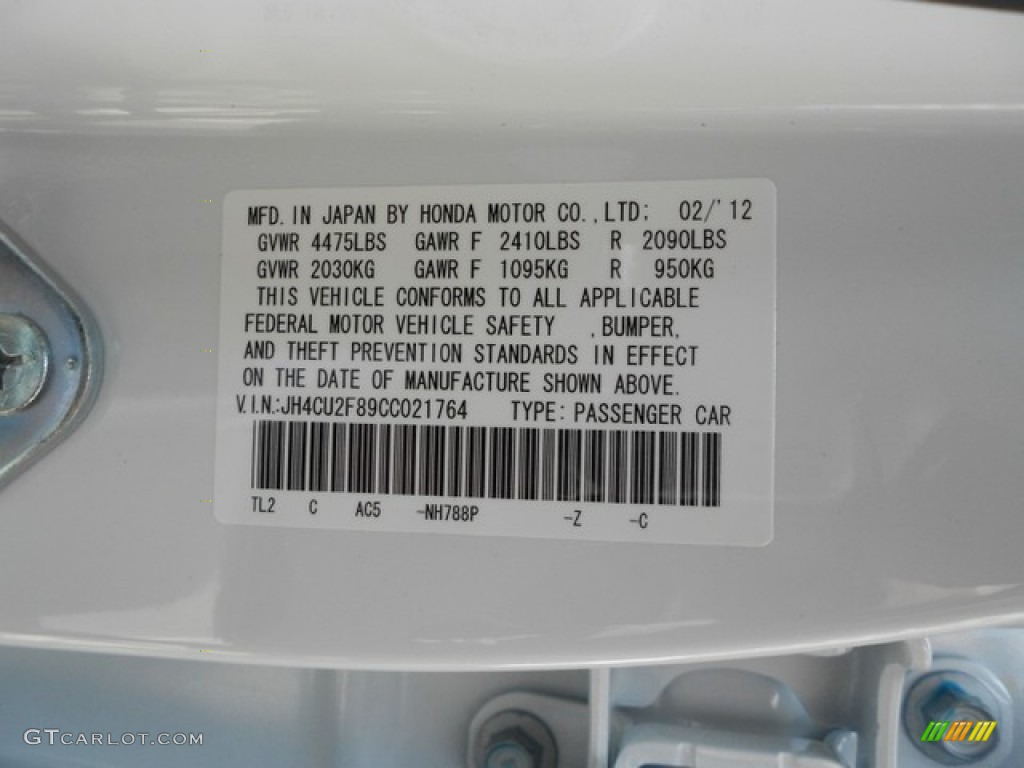 MFD. IN JAPAN BY HONDA MOTOR CO.,LTD: 02/'12
GVWR 4475LBS GAWR F 2410LBS R 2090LBS
GVWR 2030KG GAWR F 1095KG R 950KG
THIS VEHICLE CONFORMS TO ALL APPLICABLE
FEDERAL MOTOR VEHICLE SAFETY ,BUMPER,
AND THEFT PREVENTION STANDARDS IN EFFECT
ON THE DATE OF MANUFACTURE SHOWN ABOVE.
V.I.N.:JH4CU2F89CC021764 TYPE: PASSENGER CAR
TL2 C AC5 -NH788P -Z -C
GTCARLOT.COM